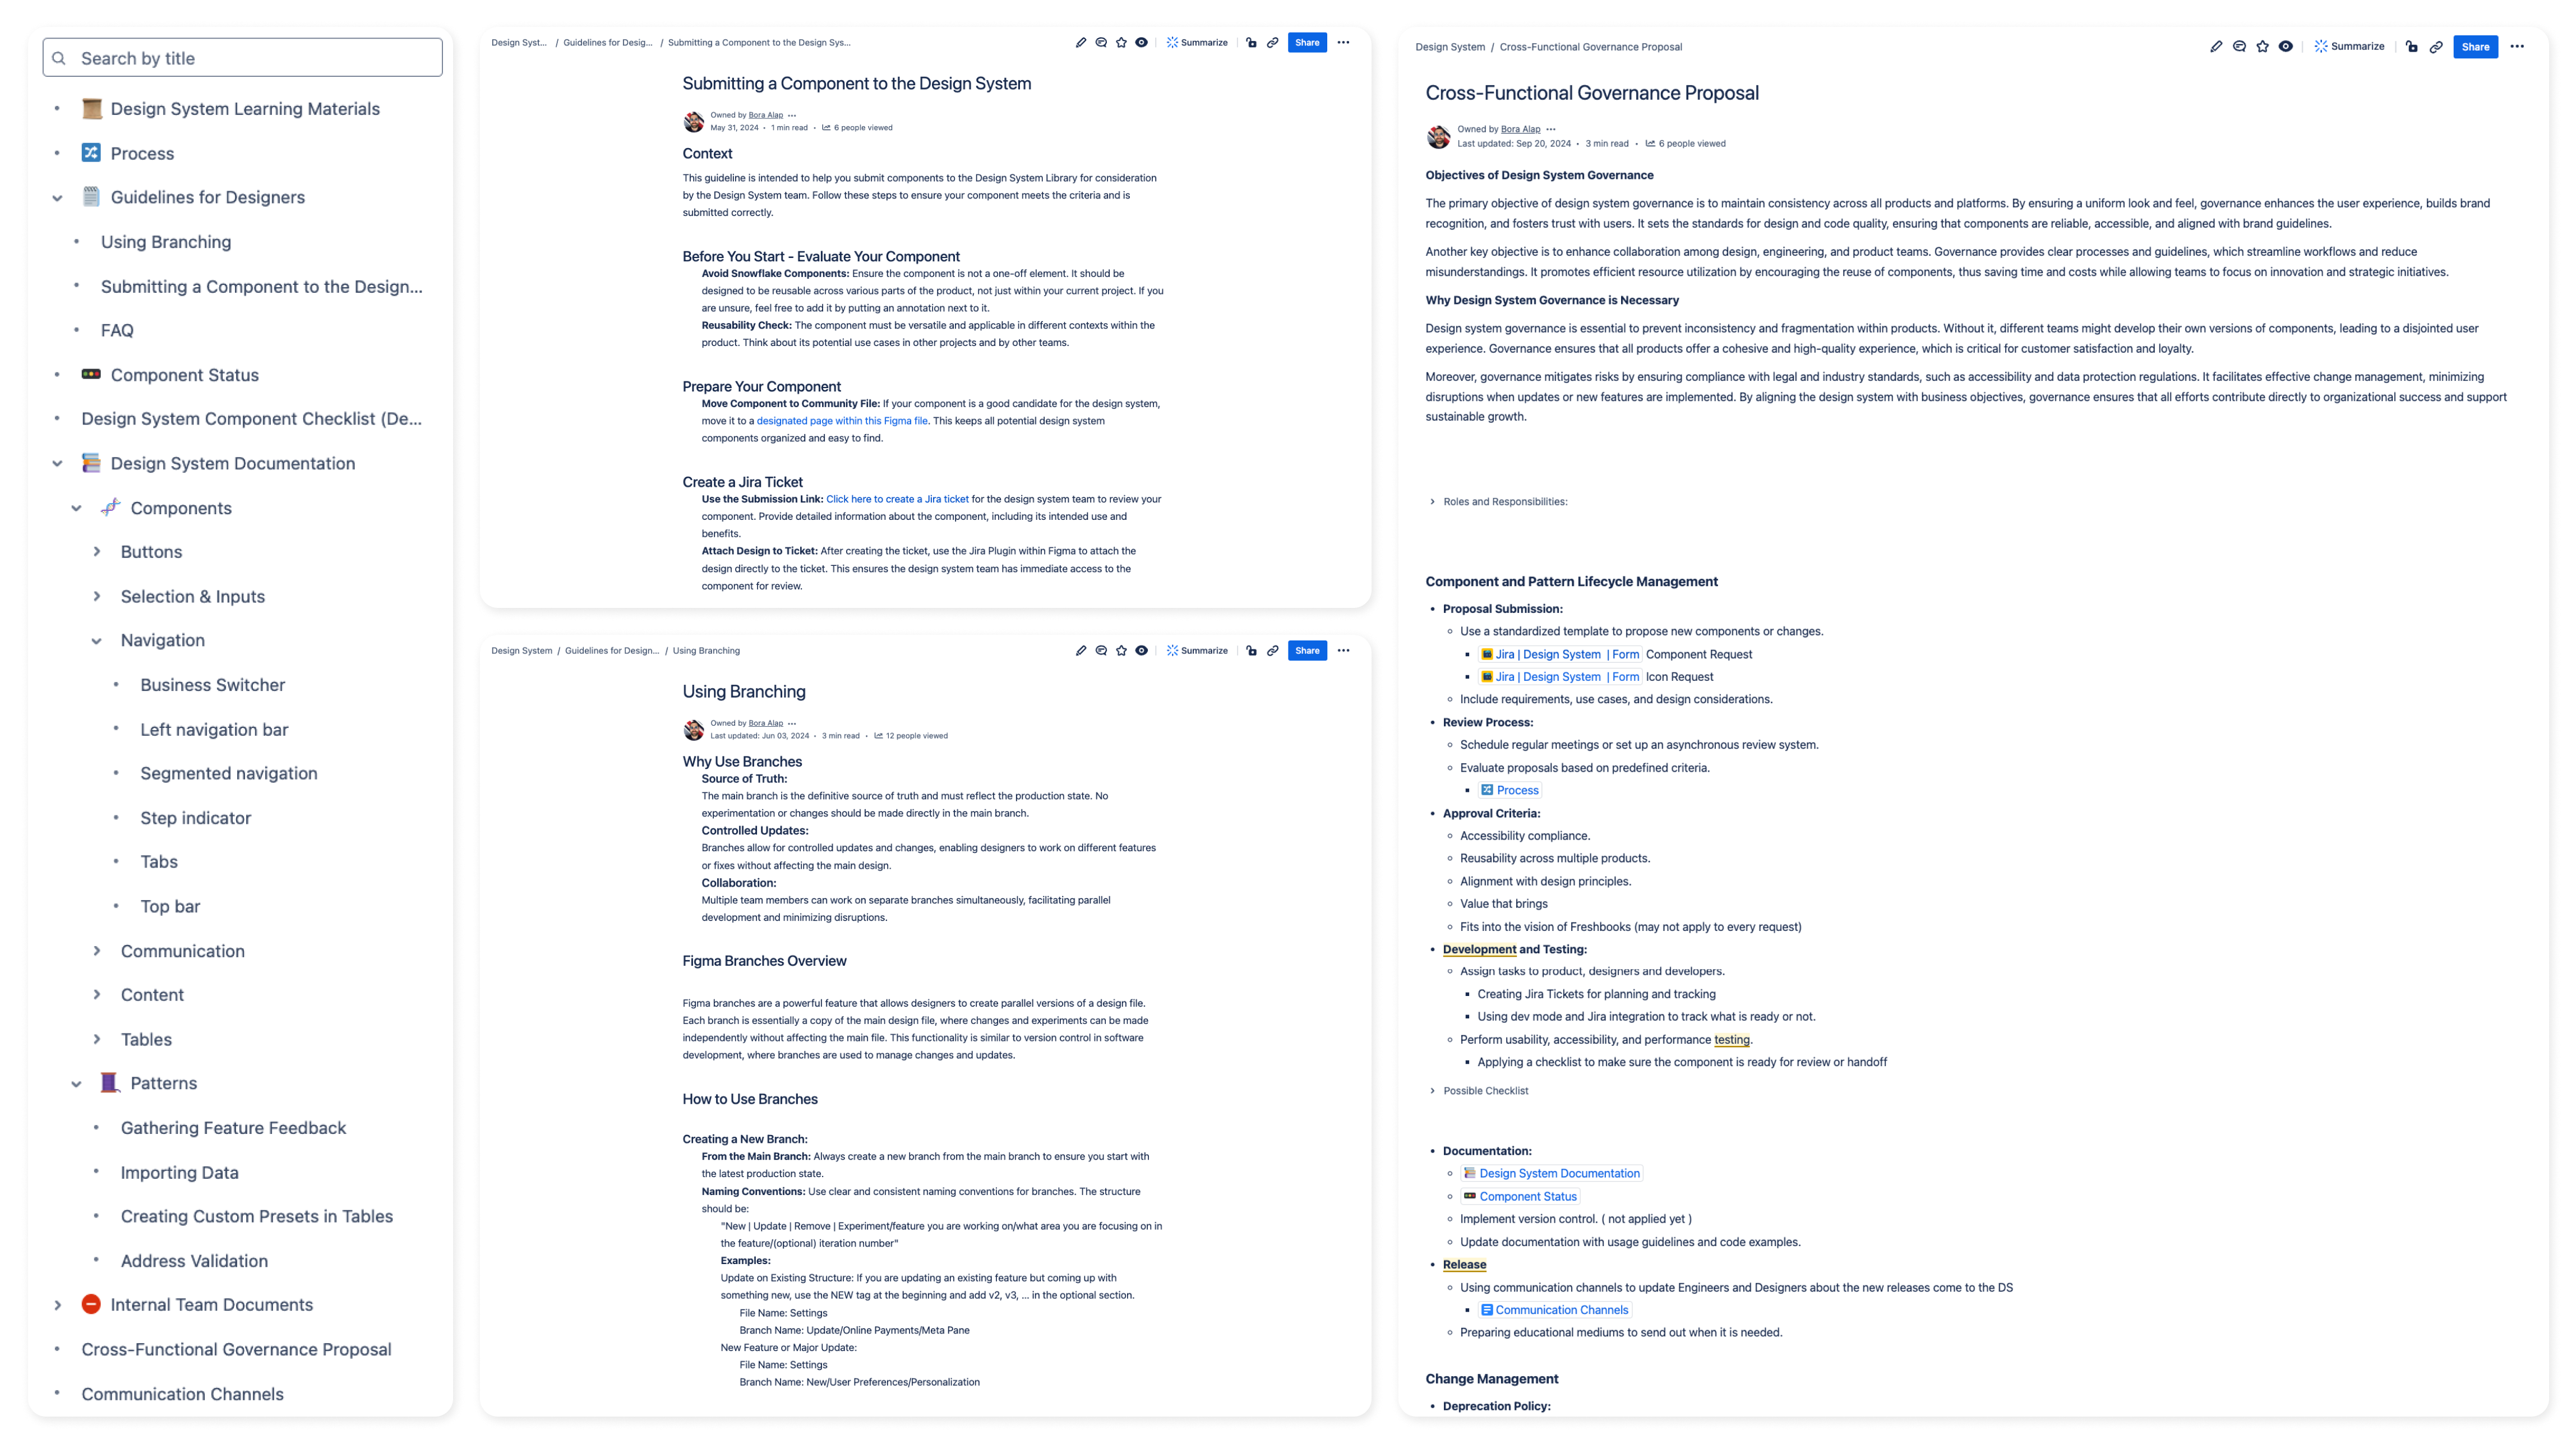 Search by title
Design System Learning Materials
Process
Guidelines for Designers
Using Branching
Submitting a Component to the Design...
FAQ
Component Status
Design System Component Checklist (De...
Design System Documentation
Components
Buttons
Selection & Inputs
Navigation
Business Switcher
Left navigation bar
Segmented navigation
Step indicator
Tabs
Top bar
Communication
Content
Tables
Patterns
Gathering Feature Feedback
Importing Data
Creating Custom Presets in Tables
Address Validation
Internal Team Documents
Cross-Functional Governance Proposal
Communication Channels
Design Syst... / Guidelines for Desig... / Submitting a Component to the Design Sys...
Summarize
Share
Submitting a Component to the Design System
Owned by Bora Alap
May 31, 2024 • 1 min read • 6 people viewed
Context
This guideline is intended to help you submit components to the Design System Library for consideration
by the Design System team. Follow these steps to ensure your component meets the criteria and is
submitted correctly.
Before You Start - Evaluate Your Component
Avoid Snowflake Components: Ensure the component is not a one-off element. It should be
designed to be reusable across various parts of the product, not just within your current project. If you
are unsure, feel free to add it by putting an annotation next to it.
Reusability Check: The component must be versatile and applicable in different contexts within the
product. Think about its potential use cases in other projects and by other teams.
Prepare Your Component
Move Component to Community File: If your component is a good candidate for the design system,
move it to a designated page within this Figma file. This keeps all potential design system
components organized and easy to find.
Create a Jira Ticket
Use the Submission Link: Click here to create a Jira ticket for the design system team to review your
component. Provide detailed information about the component, including its intended use and
benefits.
Attach Design to Ticket: After creating the ticket, use the Jira Plugin within Figma to attach the
design directly to the ticket. This ensures the design system team has immediate access to the
component for review.
Design System / Guidelines for Design... / Using Branching
Summarize
Share
Using Branching
Owned by Bora Alap
Last updated: Jun 03, 2024 • 3 min read • 12 people viewed
Why Use Branches
Source of Truth:
The main branch is the definitive source of truth and must reflect the production state. No
experimentation or changes should be made directly in the main branch.
Controlled Updates:
Branches allow for controlled updates and changes, enabling designers to work on different features
or fixes without affecting the main design.
Collaboration:
Multiple team members can work on separate branches simultaneously, facilitating parallel
development and minimizing disruptions.
Figma Branches Overview
Figma branches are a powerful feature that allows designers to create parallel versions of a design file.
Each branch is essentially a copy of the main design file, where changes and experiments can be made
independently without affecting the main file. This functionality is similar to version control in software
development, where branches are used to manage changes and updates.
How to Use Branches
Creating a New Branch:
From the Main Branch: Always create a new branch from the main branch to ensure you start with
the latest production state.
Naming Conventions: Use clear and consistent naming conventions for branches. The structure
should be:
"New | Update | Remove | Experiment/feature you are working on/what area you are focusing on in
the feature/(optional) iteration number"
Examples:
Update on Existing Structure: If you are updating an existing feature but coming up with
something new, use the NEW tag at the beginning and add v2, v3, ... in the optional section.
File Name: Settings
Branch Name: Update/Online Payments/Meta Pane
New Feature or Major Update:
File Name: Settings
Branch Name: New/User Preferences/Personalization
Design System / Cross-Functional Governance Proposal
Summarize
Share
Cross-Functional Governance Proposal
Owned by Bora Alap
Last updated: Sep 20, 2024 • 3 min read • 6 people viewed
Objectives of Design System Governance
The primary objective of design system governance is to maintain consistency across all products and platforms. By ensuring a uniform look and feel, governance enhances the user experience, builds brand
recognition, and fosters trust with users. It sets the standards for design and code quality, ensuring that components are reliable, accessible, and aligned with brand guidelines.
Another key objective is to enhance collaboration among design, engineering, and product teams. Governance provides clear processes and guidelines, which streamline workflows and reduce
misunderstandings. It promotes efficient resource utilization by encouraging the reuse of components, thus saving time and costs while allowing teams to focus on innovation and strategic initiatives.
Why Design System Governance is Necessary
Design system governance is essential to prevent inconsistency and fragmentation within products. Without it, different teams might develop their own versions of components, leading to a disjointed user
experience. Governance ensures that all products offer a cohesive and high-quality experience, which is critical for customer satisfaction and loyalty.
Moreover, governance mitigates risks by ensuring compliance with legal and industry standards, such as accessibility and data protection regulations. It facilitates effective change management, minimizing
disruptions when updates or new features are implemented. By aligning the design system with business objectives, governance ensures that all efforts contribute directly to organizational success and support
sustainable growth.
Roles and Responsibilities:
Component and Pattern Lifecycle Management
Proposal Submission:
Use a standardized template to propose new components or changes.
Jira | Design System | Form Component Request
Jira | Design System | Form Icon Request
Include requirements, use cases, and design considerations.
Review Process:
Schedule regular meetings or set up an asynchronous review system.
Evaluate proposals based on predefined criteria.
Process
Approval Criteria:
Accessibility compliance.
Reusability across multiple products.
Alignment with design principles.
Value that brings
Fits into the vision of Freshbooks (may not apply to every request)
Development and Testing:
Assign tasks to product, designers and developers.
Creating Jira Tickets for planning and tracking
Using dev mode and Jira integration to track what is ready or not.
Perform usability, accessibility, and performance testing.
Applying a checklist to make sure the component is ready for review or handoff
Possible Checklist
Documentation:
Design System Documentation
Component Status
Implement version control. ( not applied yet )
Update documentation with usage guidelines and code examples.
Release
Using communication channels to update Engineers and Designers about the new releases come to the DS
Communication Channels
Preparing educational mediums to send out when it is needed.
Change Management
Deprecation Policy: